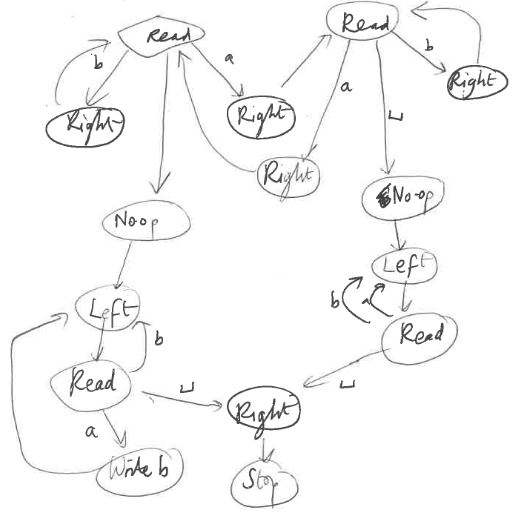 Read
Read
b
a
b
Right
Right
Right
a
Right
␣
No-op
No-op
Left
Left
b
a
b
Read
Read
␣
␣
Right
a
Write b
Stop